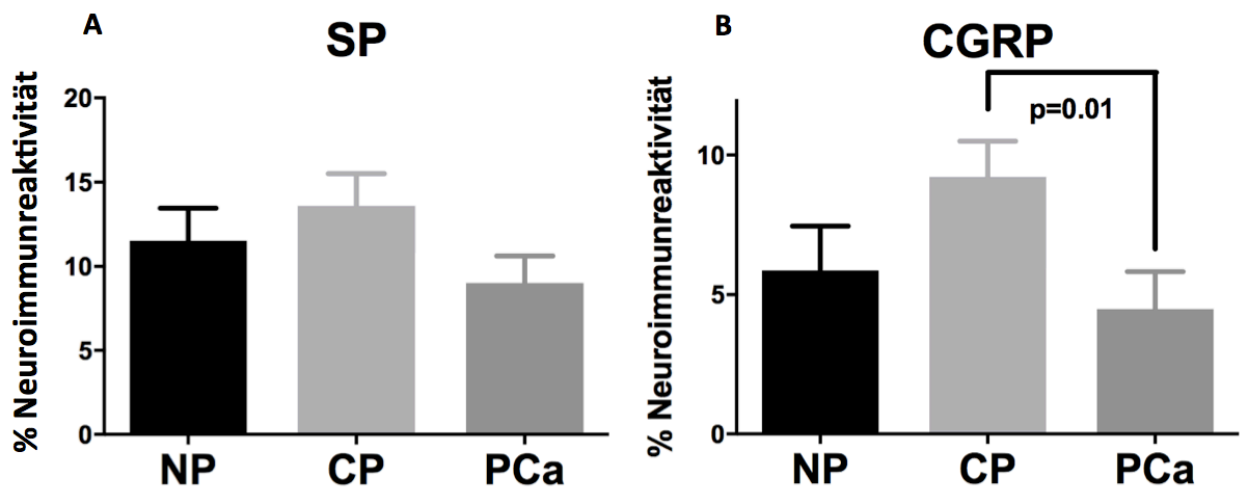 A
SP
% Neuroimmunreaktivität
20
15
10
5
0
NP CP PCa
B
CGRP
% Neuroimmunreaktivität
p=0.01
10
5
0
NP CP PCa